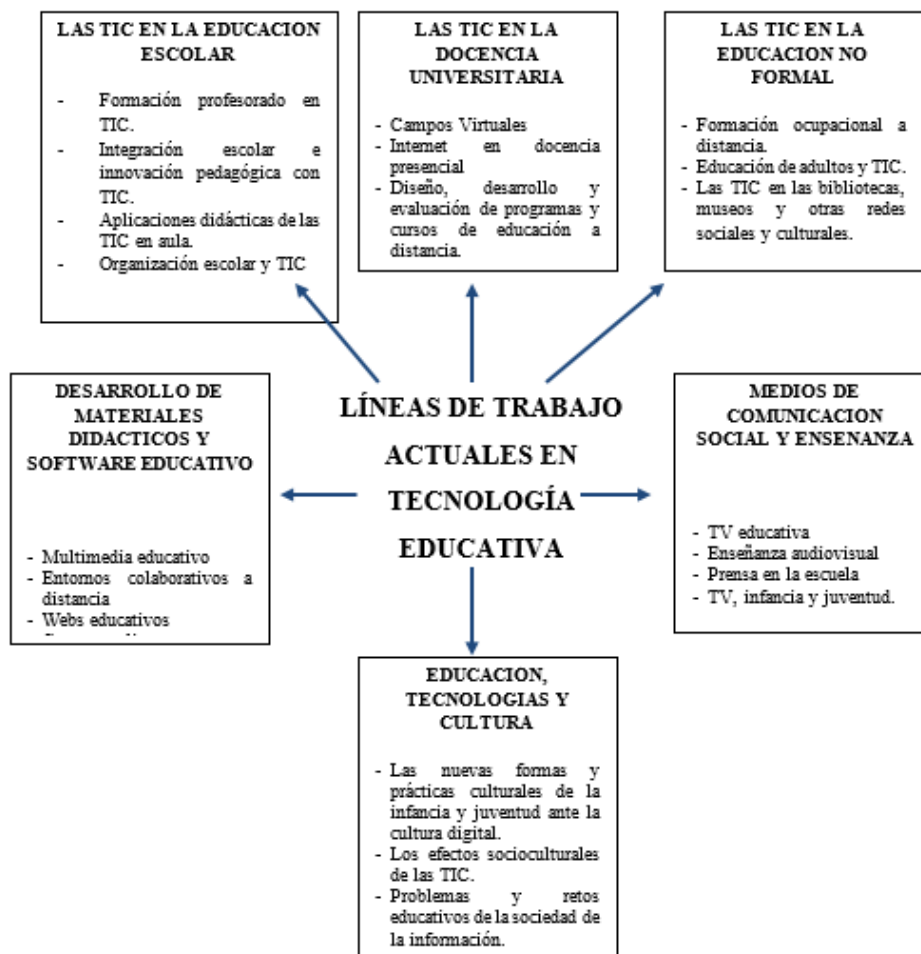 LAS TIC EN LA EDUCACION
ESCOLAR
- Formación profesorado en
TIC.
- Integración escolar e
innovación pedagógica con
TIC.
- Aplicaciones didácticas de las
TIC en aula.
- Organización escolar y TIC
LAS TIC EN LA
DOCENCIA
UNIVERSITARIA
- Campos Virtuales
- Internet en docencia
presencial
- Diseño, desarrollo y
evaluación de programas y
cursos de educación a
distancia.
LAS TIC EN LA
EDUCACION NO
FORMAL
- Formación ocupacional a
distancia.
- Educación de adultos y TIC.
- Las TIC en las bibliotecas,
museos y otras redes
sociales y culturales.
DESARROLLO DE
MATERIALES
DIDACTICOS Y
SOFTWARE EDUCATIVO
- Multimedia educativo
- Entornos colaborativos a
distancia
- Webs educativos
LÍNEAS DE TRABAJO
ACTUALES EN
TECNOLOGÍA
EDUCATIVA
MEDIOS DE
COMUNICACION
SOCIAL Y ENSENANZA
- TV educativa
- Enseñanza audiovisual
- Prensa en la escuela
- TV, infancia y juventud.
EDUCACION,
TECNOLOGIAS Y
CULTURA
- Las nuevas formas y
prácticas culturales de la
infancia y juventud ante la
cultura digital.
- Los efectos socioculturales
de las TIC.
- Problemas y retos
educativos de la sociedad de
la información.